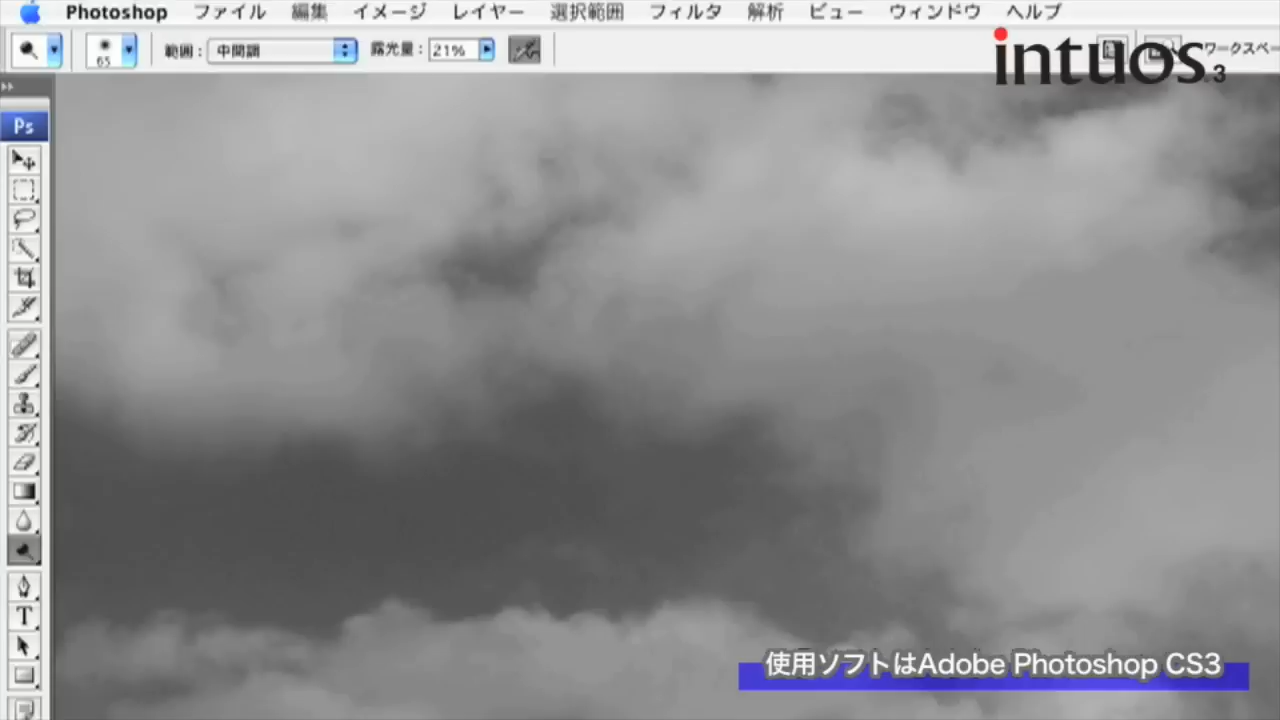 Photoshop ファイル 編集 イメージ レイヤー 選択範囲 フィルタ 解析 ビュー ウィンドウ ヘルプ
65 範囲： 中間調 露光量： 21% ワークスペー
intuos.3
Ps
T
使用ソフトはAdobe Photoshop CS3